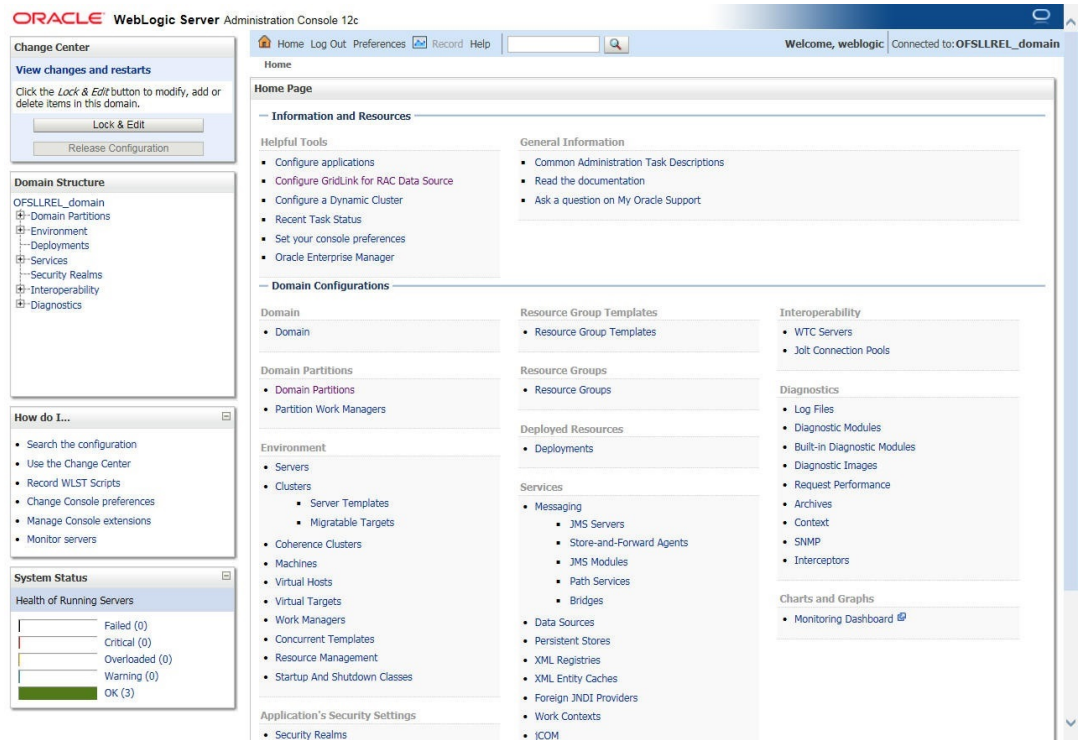 ORACLE WebLogic Server Administration Console 12c
Change Center
View changes and restarts
Click the Lock & Edit button to modify, add or
delete items in this domain.
Lock & Edit
Release Configuration
Domain Structure
OFSLLREL_domain
Domain Partitions
Environment
Deployments
Services
Security Realms
Interoperability
Diagnostics
How do I...
Search the configuration
Use the Change Center
Record WLST Scripts
Change Console preferences
Manage Console extensions
Monitor servers
System Status
Health of Running Servers
Failed (0)
Critical (0)
Overloaded (0)
Warning (0)
OK (3)
Home Log Out Preferences Record Help
Welcome, weblogic Connected to: OFSLLREL_domain
Home
Home Page
Information and Resources
Helpful Tools
Configure applications
Configure GridLink for RAC Data Source
Configure a Dynamic Cluster
Recent Task Status
Set your console preferences
Oracle Enterprise Manager
General Information
Common Administration Task Descriptions
Read the documentation
Ask a question on My Oracle Support
Domain Configurations
Domain
Domain
Domain Partitions
Domain Partitions
Partition Work Managers
Environment
Servers
Clusters
Server Templates
Migratable Targets
Coherence Clusters
Machines
Virtual Hosts
Virtual Targets
Work Managers
Concurrent Templates
Resource Management
Startup And Shutdown Classes
Application's Security Settings
Security Realms
Resource Group Templates
Resource Group Templates
Resource Groups
Resource Groups
Deployed Resources
Deployments
Services
Messaging
JMS Servers
Store-and-Forward Agents
JMS Modules
Path Services
Bridges
Data Sources
Persistent Stores
XML Registries
XML Entity Caches
Foreign JNDI Providers
Work Contexts
jCOM
Interoperability
WTC Servers
Jolt Connection Pools
Diagnostics
Log Files
Diagnostic Modules
Built-in Diagnostic Modules
Diagnostic Images
Request Performance
Archives
Context
SNMP
Interceptors
Charts and Graphs
Monitoring Dashboard